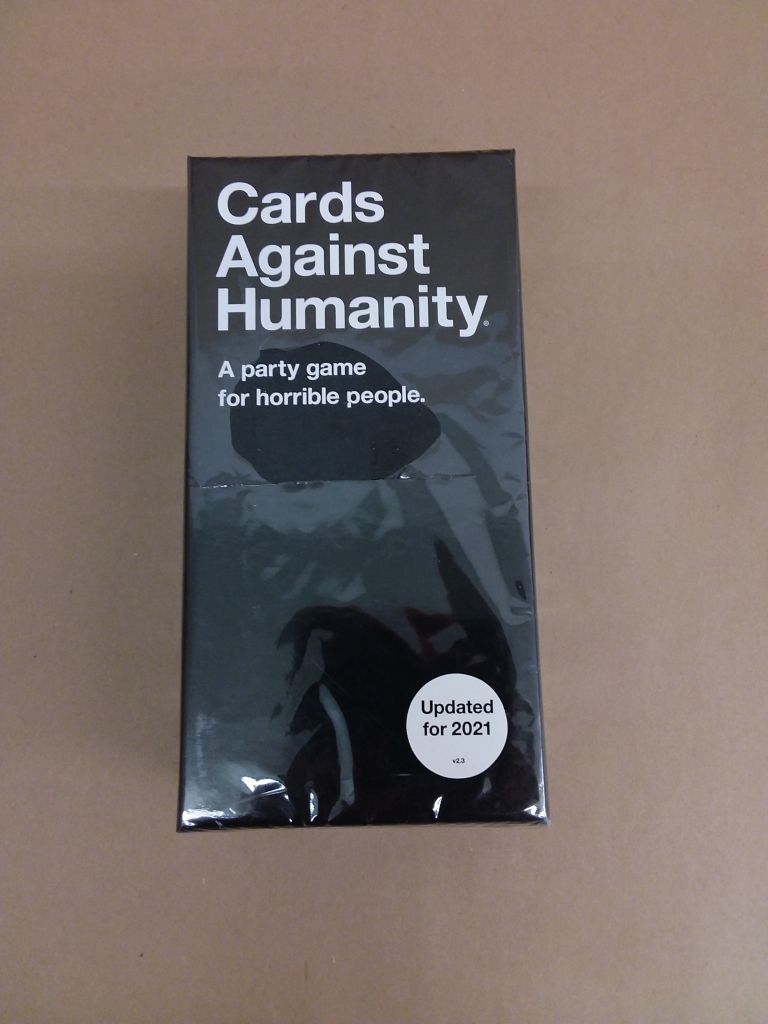 Cards
Against
Humanity®
A party game
for horrible people.
Updated
for 2021
v2.3